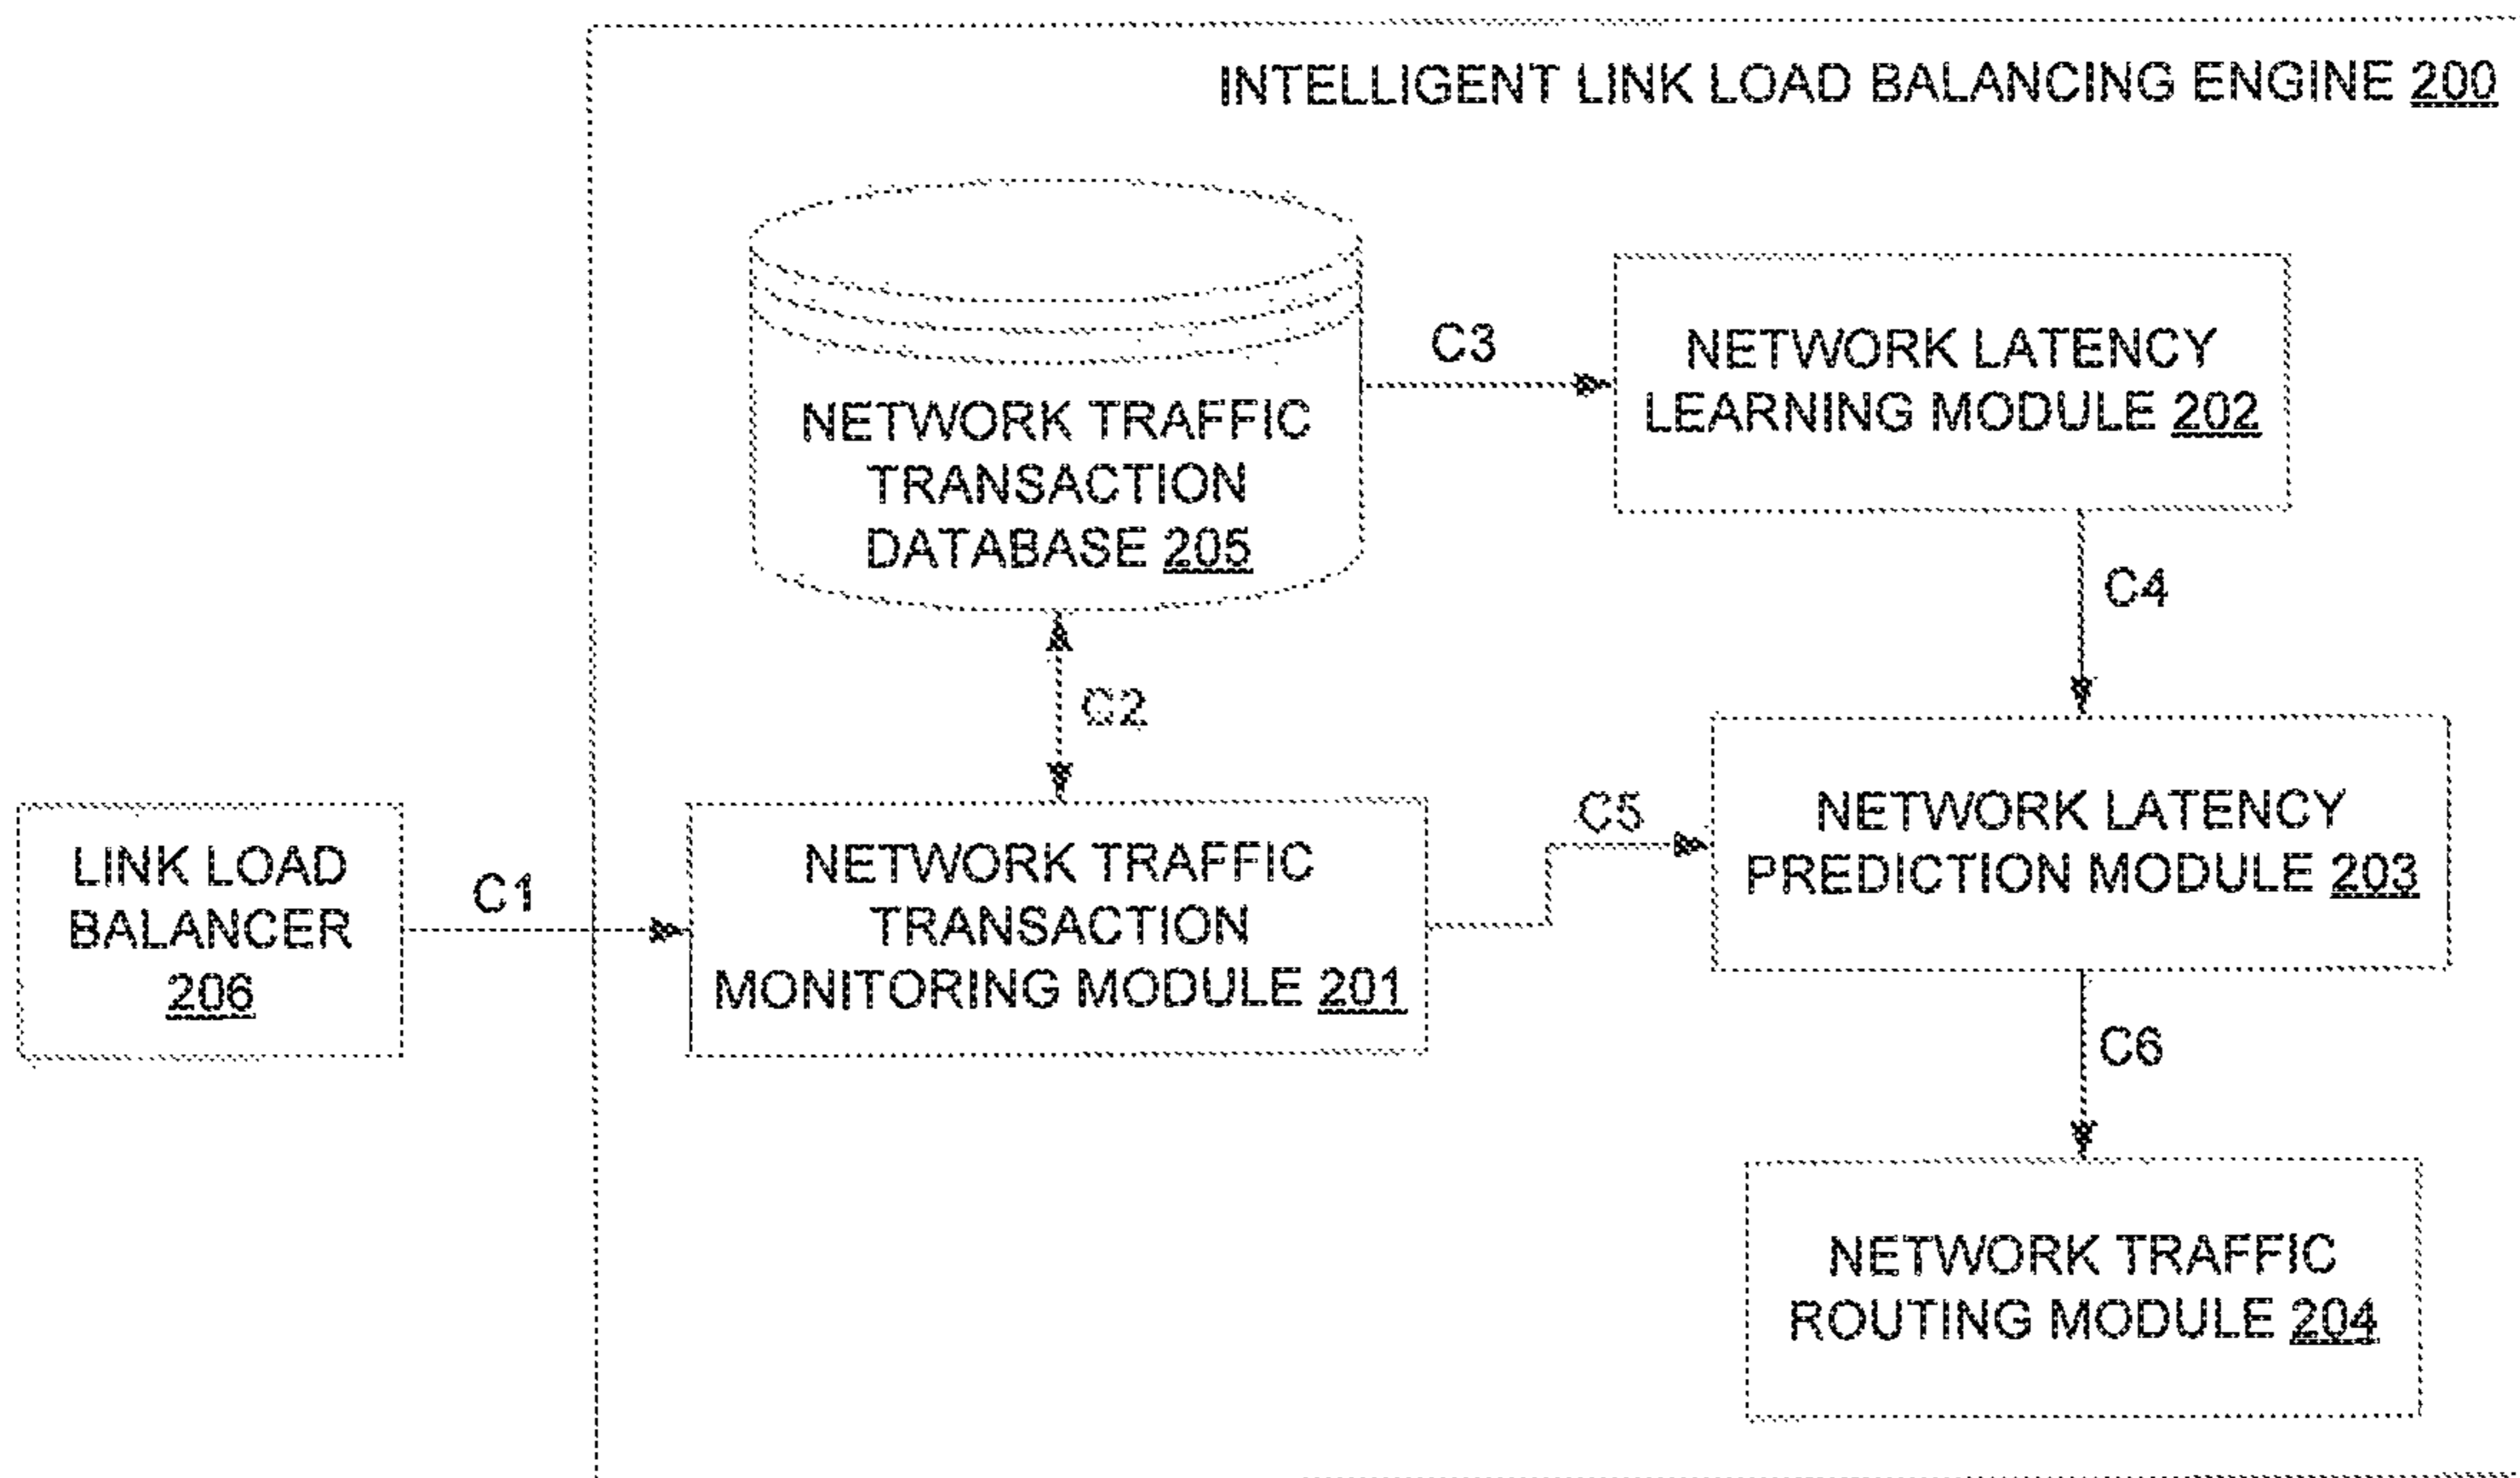 INTELLIGENT LINK LOAD BALANCING ENGINE 200
NETWORK TRAFFIC
TRANSACTION
DATABASE 205
C3
NETWORK LATENCY
LEARNING MODULE 202
C4
C2
LINK LOAD
BALANCER
206
C1
NETWORK TRAFFIC
TRANSACTION
MONITORING MODULE 201
C5
NETWORK LATENCY
PREDICTION MODULE 203
C6
NETWORK TRAFFIC
ROUTING MODULE 204